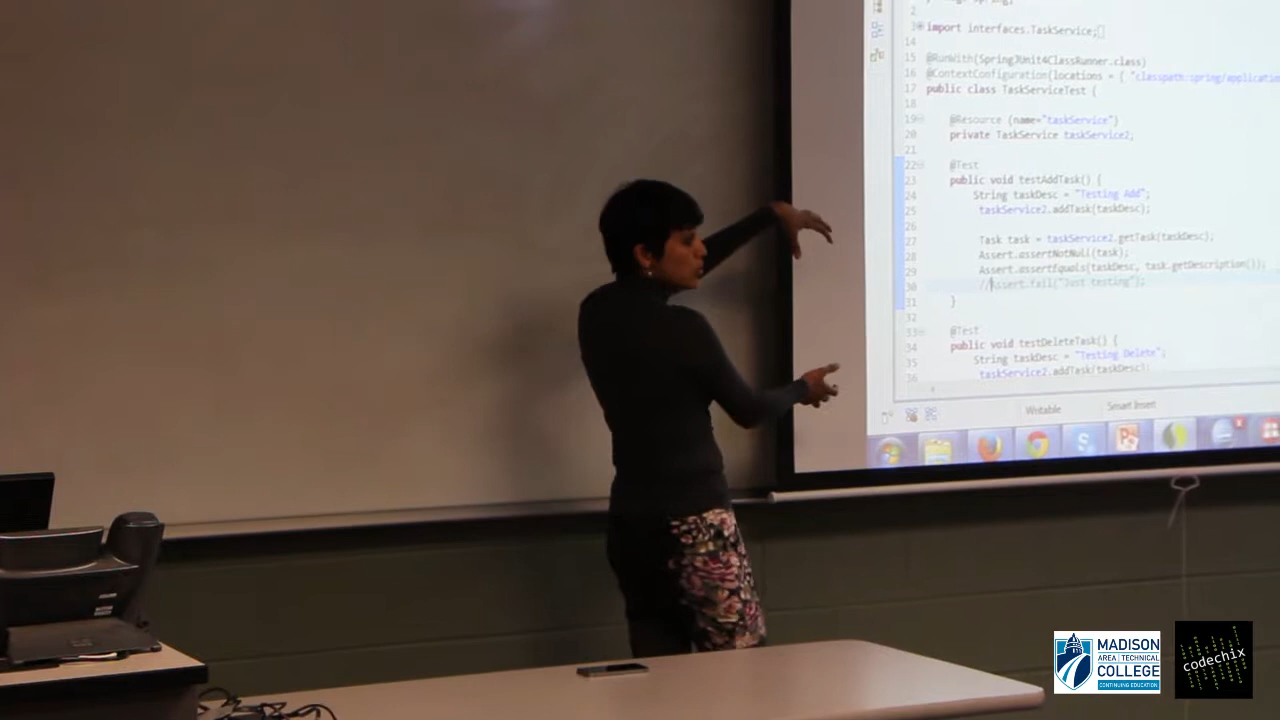 2
3 import interfaces.TaskService;
14
15 @RunWith(SpringJUnit4ClassRunner.class)
16 @ContextConfiguration(locations = { "classpath:spring/application
17 public class TaskServiceTest {
18
19 @Resource (name="taskService")
20 private TaskService taskService2;
21
22 @Test
23 public void testAddTask() {
24 String taskDesc = "Testing Add";
25 taskService2.addTask(taskDesc);
26
27 Task task = taskService2.getTask(taskDesc);
28 Assert.assertNotNull(task);
29 Assert.assertEquals(taskDesc, task.getDescription());
30 //Assert.fail("Just testing");
31 }
32
33 @Test
34 public void testDeleteTask() {
35 String taskDesc = "Testing Delete";
36 taskService2.addTask(taskDesc);
Writable Smart Insert
MADISON
AREA TECHNICAL
COLLEGE
CONTINUING EDUCATION
codechix